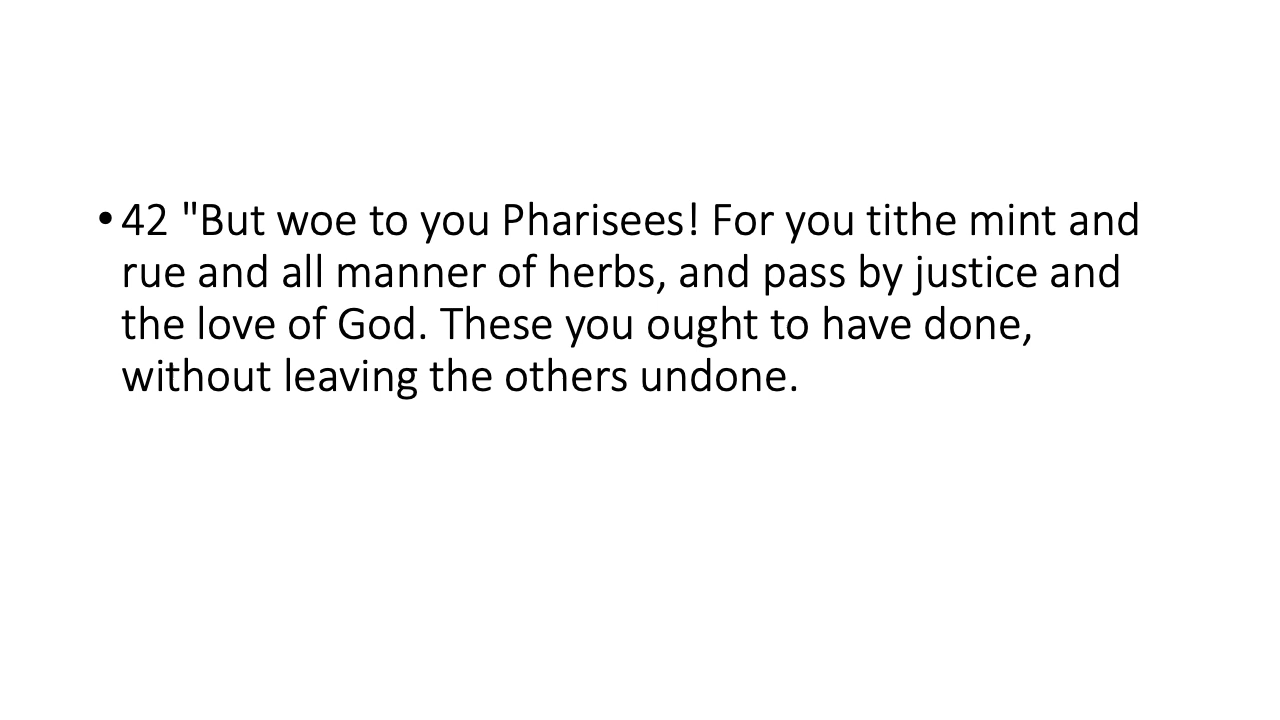 • 42 "But woe to you Pharisees! For you tithe mint and
rue and all manner of herbs, and pass by justice and
the love of God. These you ought to have done,
without leaving the others undone.